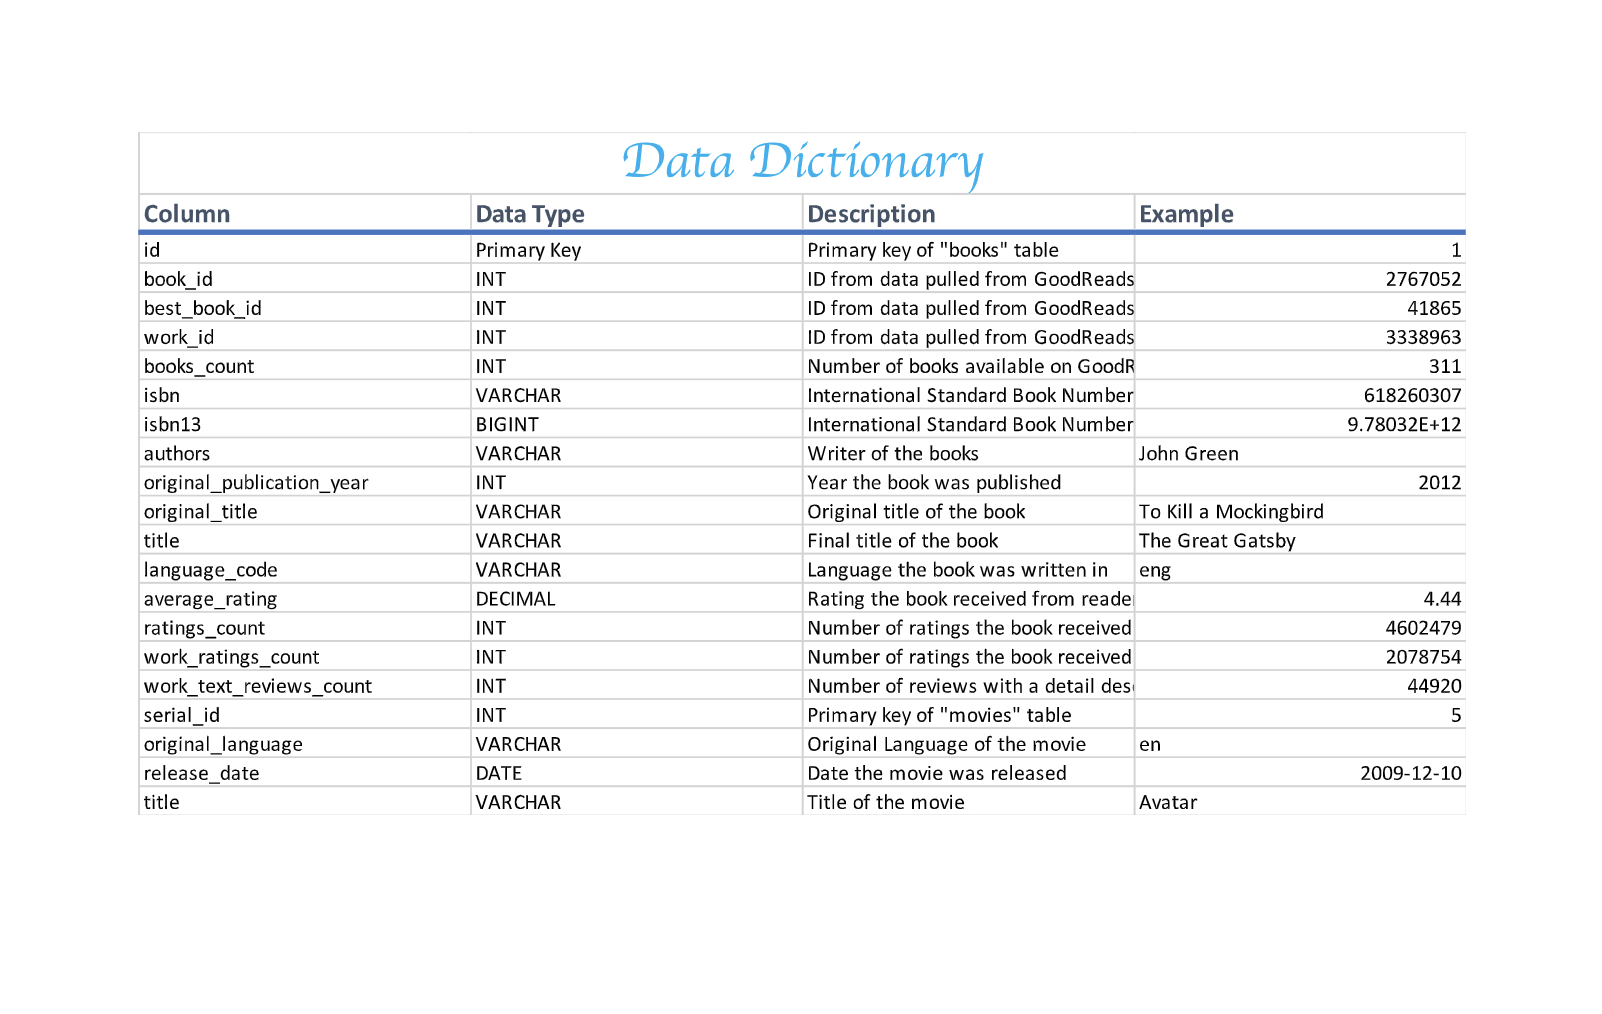 Data Dictionary
Column Data Type Description Example
id Primary Key Primary key of "books" table 1
book_id INT ID from data pulled from GoodReads 2767052
best_book_id INT ID from data pulled from GoodReads 41865
work_id INT ID from data pulled from GoodReads 3338963
books_count INT Number of books available on GoodR 311
isbn VARCHAR International Standard Book Number 618260307
isbn13 BIGINT International Standard Book Number 9.78032E+12
authors VARCHAR Writer of the books John Green
original_publication_year INT Year the book was published 2012
original_title VARCHAR Original title of the book To Kill a Mockingbird
title VARCHAR Final title of the book The Great Gatsby
language_code VARCHAR Language the book was written in eng
average_rating DECIMAL Rating the book received from reade 4.44
ratings_count INT Number of ratings the book received 4602479
work_ratings_count INT Number of ratings the book received 2078754
work_text_reviews_count INT Number of reviews with a detail des 44920
serial_id INT Primary key of "movies" table 5
original_language VARCHAR Original Language of the movie en
release_date DATE Date the movie was released 2009-12-10
title VARCHAR Title of the movie Avatar